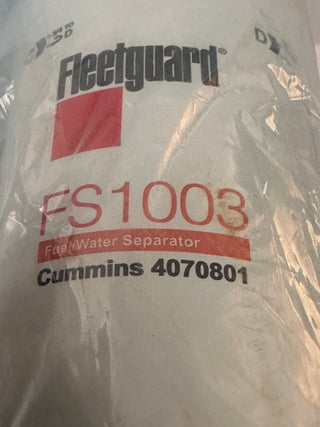 Fleetguard®
FS1003
Fuel Water Separator
Cummins 4070801